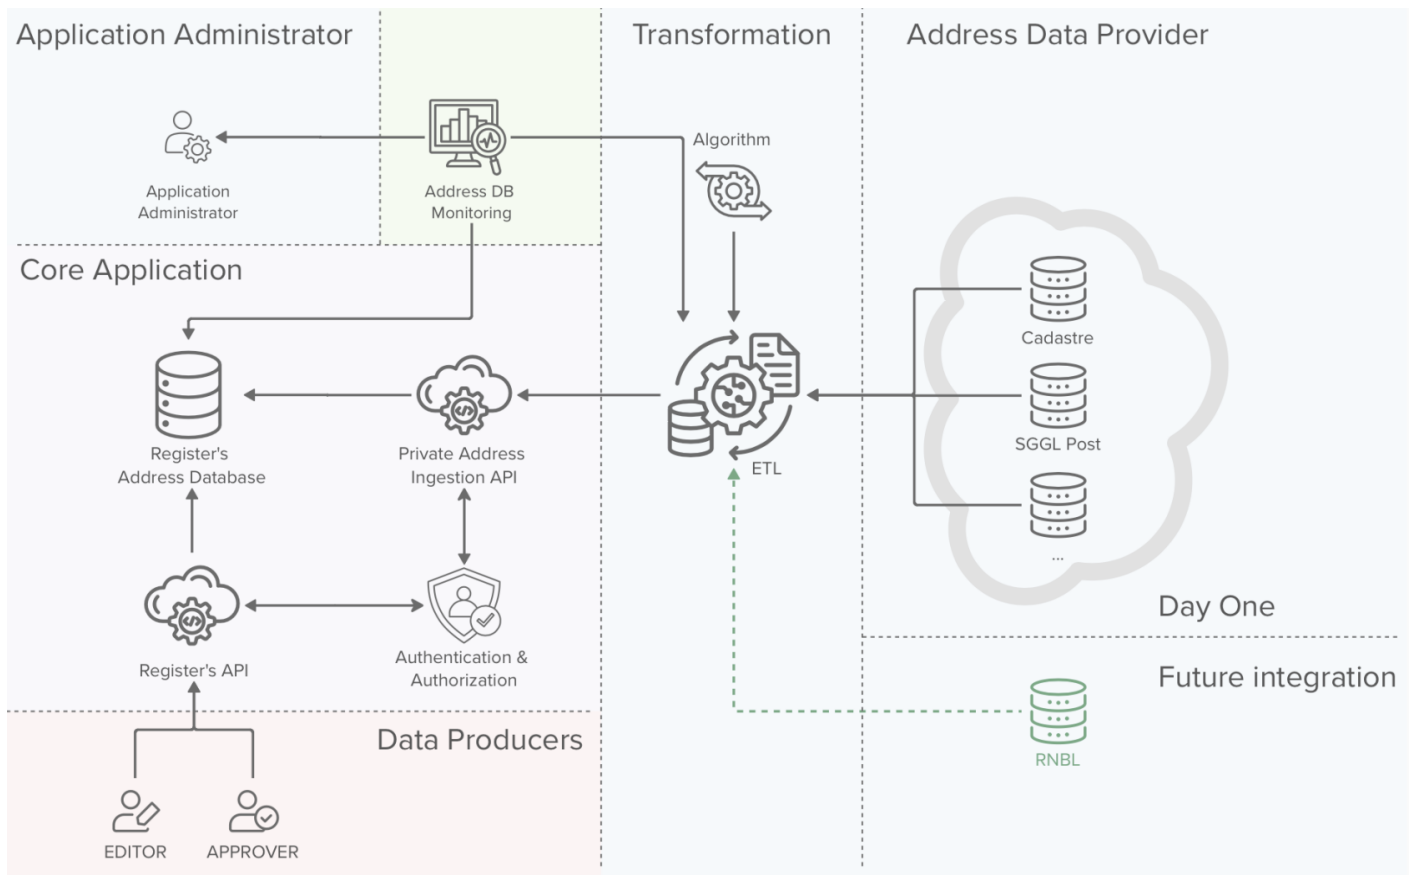 Application Administrator
Transformation
Address Data Provider
Algorithm
Application
Administrator
Address DB
Monitoring
Core Application
Cadastre
SGGL Post
Register's
Address Database
Private Address
Ingestion API
ETL
...
Day One
Register's API
Authentication &
Authorization
Future integration
Data Producers
RNBL
EDITOR
APPROVER